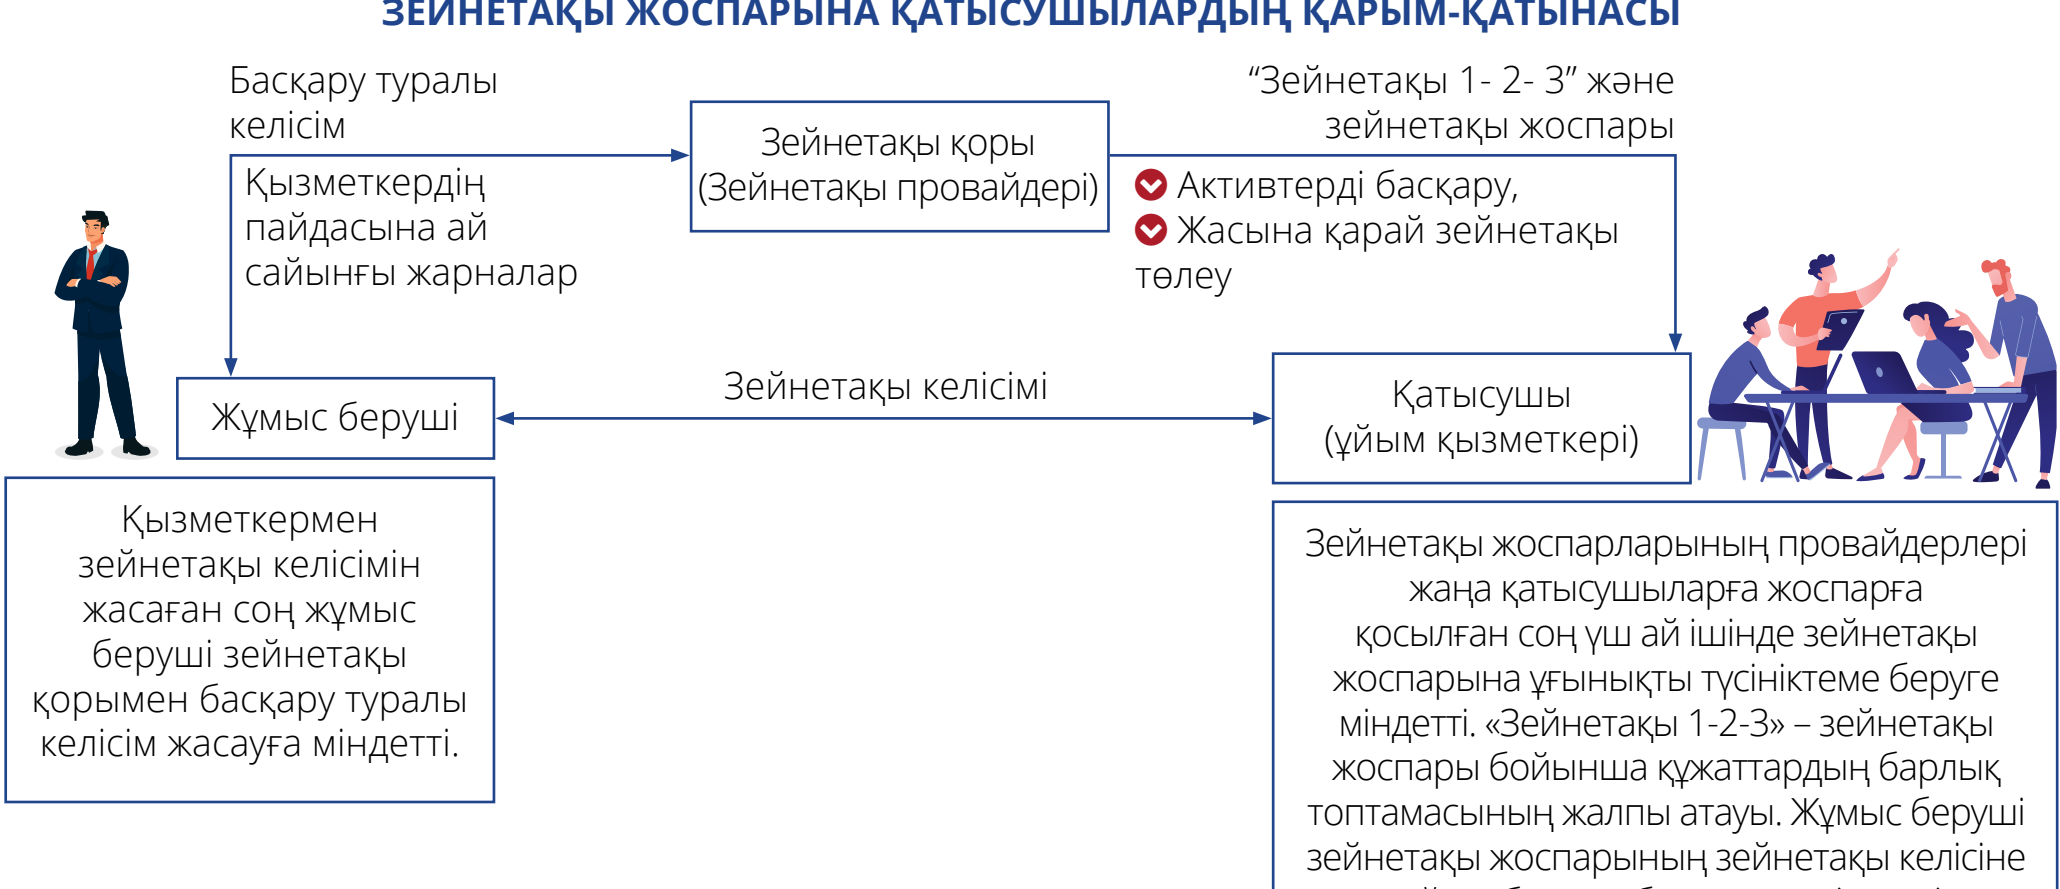 ЗЕЙНЕТАҚЫ ЖОСПАРЫНА ҚАТЫСУШЫЛАРДЫҢ ҚАРЫМ-ҚАТЫНАСЫ
Басқару туралы
келісім
Қызметкердің
пайдасына ай
сайынғы жарналар
Зейнетақы қоры
(Зейнетақы провайдері)
“Зейнетақы 1- 2- 3” және
зейнетақы жоспары
Активтерді басқару,
Жасына қарай зейнетақы
төлеу
Жұмыс беруші
Зейнетақы келісімі
Қатысушы
(ұйым қызметкері)
Қызметкермен
зейнетақы келісімін
жасаған соң жұмыс
беруші зейнетақы
қорымен басқару туралы
келісім жасауға міндетті.
Зейнетақы жоспарларының провайдерлері
жаңа қатысушыларға жоспарға
қосылған соң үш ай ішінде зейнетақы
жоспарына ұғынықты түсініктеме беруге
міндетті. «Зейнетақы 1-2-3» – зейнетақы
жоспары бойынша құжаттардың барлық
топтамасының жалпы атауы. Жұмыс беруші
зейнетақы жоспарының зейнетақы келісіне